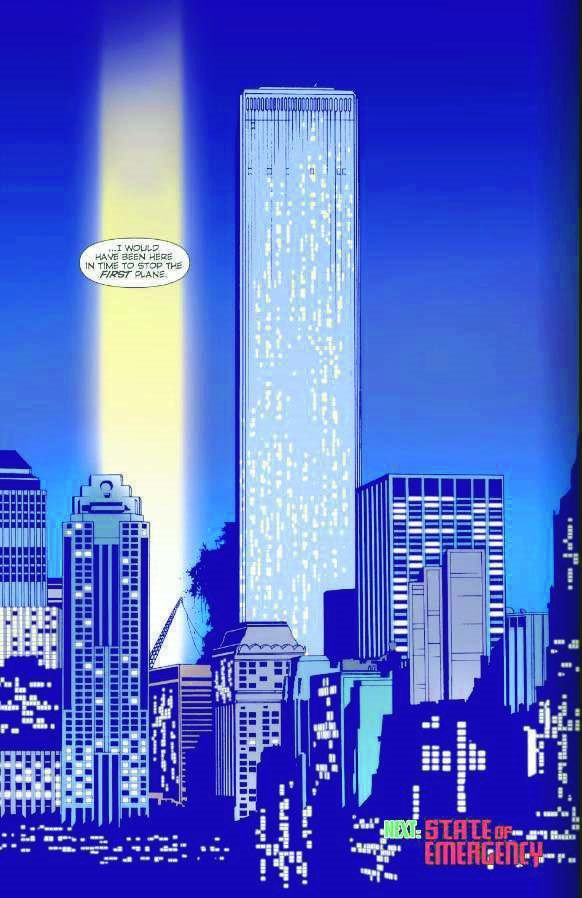 ...I WOULD
HAVE BEEN HERE
IN TIME TO STOP THE
FIRST PLANE.
NEXT: STATE OF
EMERGENCY